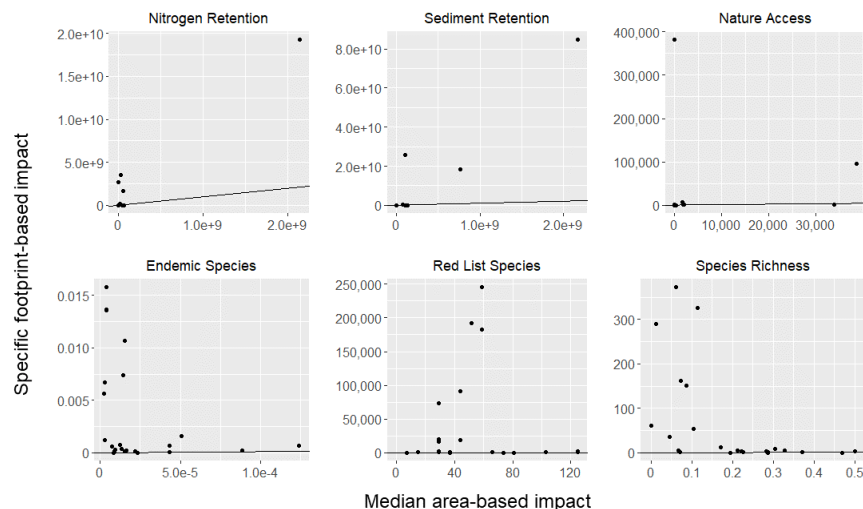 Nitrogen Retention
Sediment Retention
Nature Access
2.0e+10
1.5e+10
1.0e+10
5.0e+9
0
0
1.0e+9
2.0e+9
8.0e+10
6.0e+10
4.0e+10
2.0e+10
0
0
1.0e+9
2.0e+9
400,000
300,000
200,000
100,000
0
0
10,000
20,000
30,000
Specific footprint-based impact
Endemic Species
Red List Species
Species Richness
0.015
0.010
0.005
0
0
5.0e-5
1.0e-4
250,000
200,000
150,000
100,000
50,000
0
0
40
80
120
300
200
100
0
0
0.1
0.2
0.3
0.4
0.5
Median area-based impact